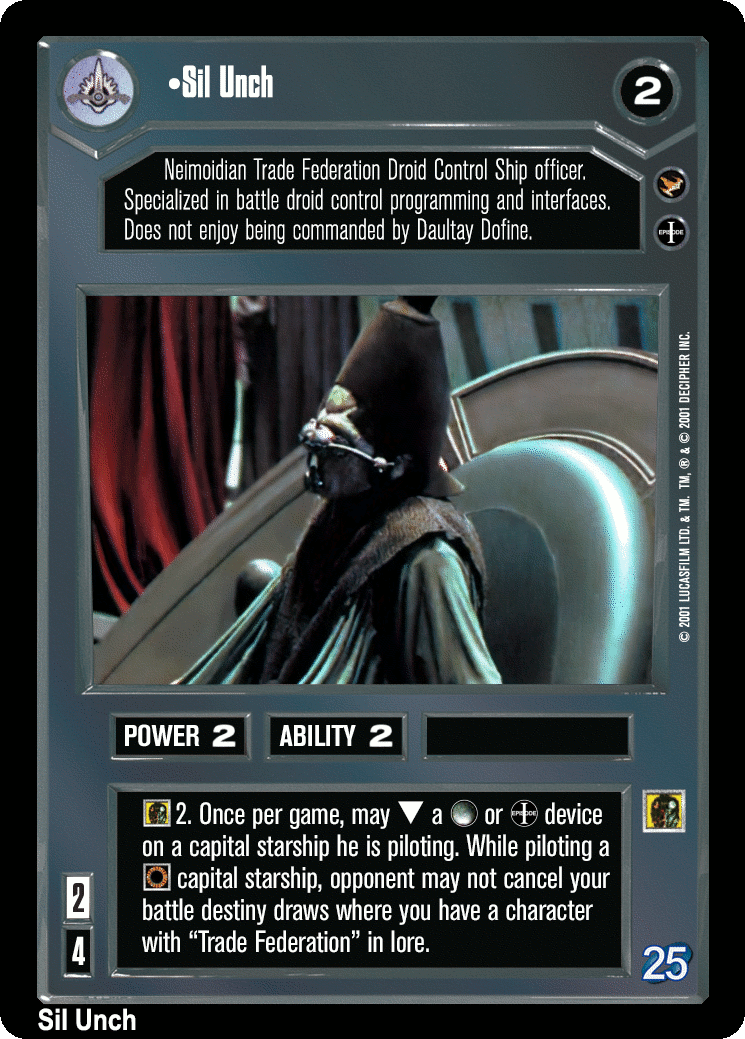 •Sil Unch
2
Neimoidian Trade Federation Droid Control Ship officer.
Specialized in battle droid control programming and interfaces.
Does not enjoy being commanded by Daultay Dofine.
EPISODE I
© 2001 LUCASFILM LTD. & TM. TM, ® & © 2001 DECIPHER INC.
POWER 2
ABILITY 2
2. Once per game, may ▼ a or EPISODE I device
on a capital starship he is piloting. While piloting a
capital starship, opponent may not cancel your
battle destiny draws where you have a character
with “Trade Federation” in lore.
2
4
25
Sil Unch